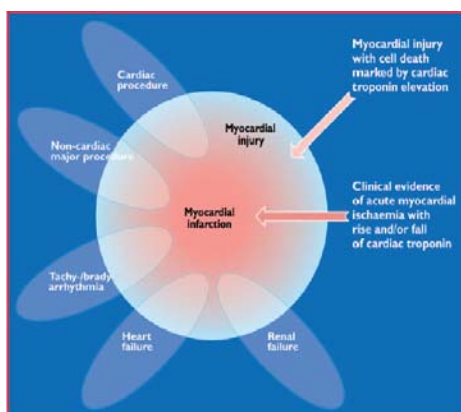 Cardiac
procedure
Non-cardiac
major procedure
Tachy-/brady
arrhythmia
Heart
failure
Renal
failure
Myocardial
injury
Myocardial
infarction
Myocardial injury
with cell death
marked by cardiac
troponin elevation
Clinical evidence
of acute myocardial
ischaemia with
rise and/or fall
of cardiac troponin